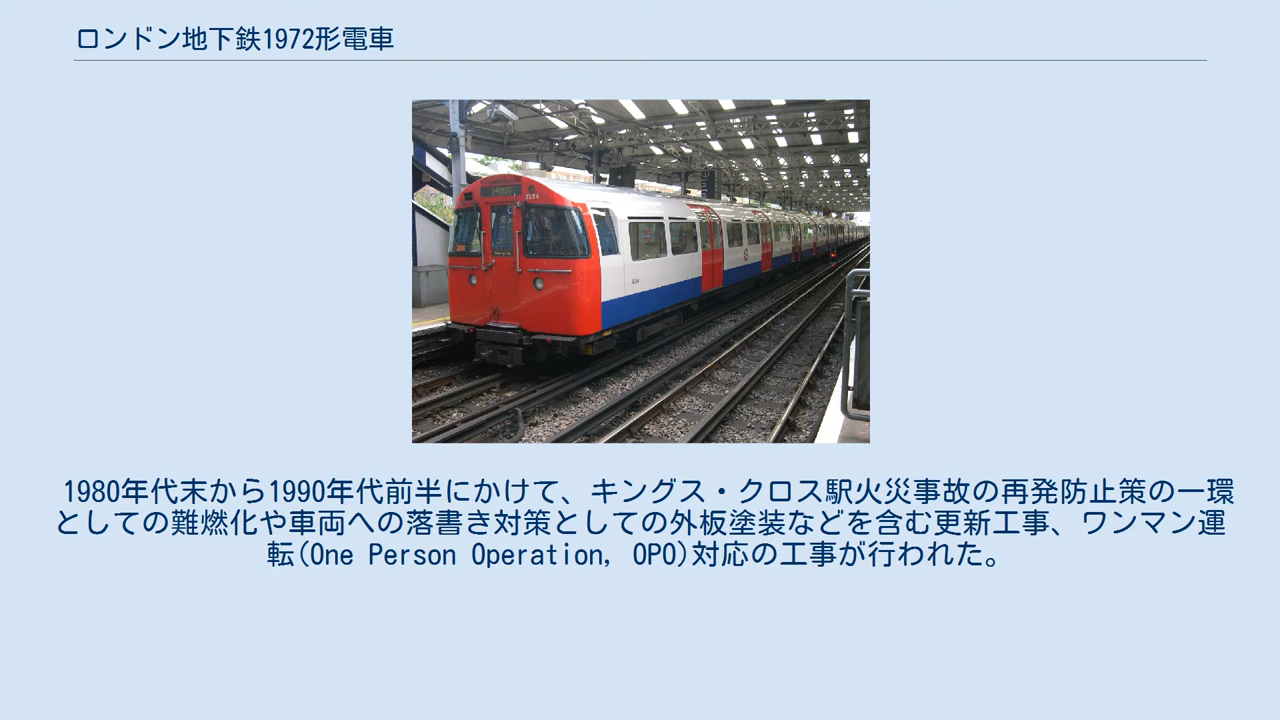 ロンドン地下鉄1972形電車
1980年代末から1990年代前半にかけて、キングス・クロス駅火災事故の再発防止策の一環
としての難燃化や車両への落書き対策としての外板塗装などを含む更新工事、ワンマン運
転(One Person Operation, OPO)対応の工事が行われた。